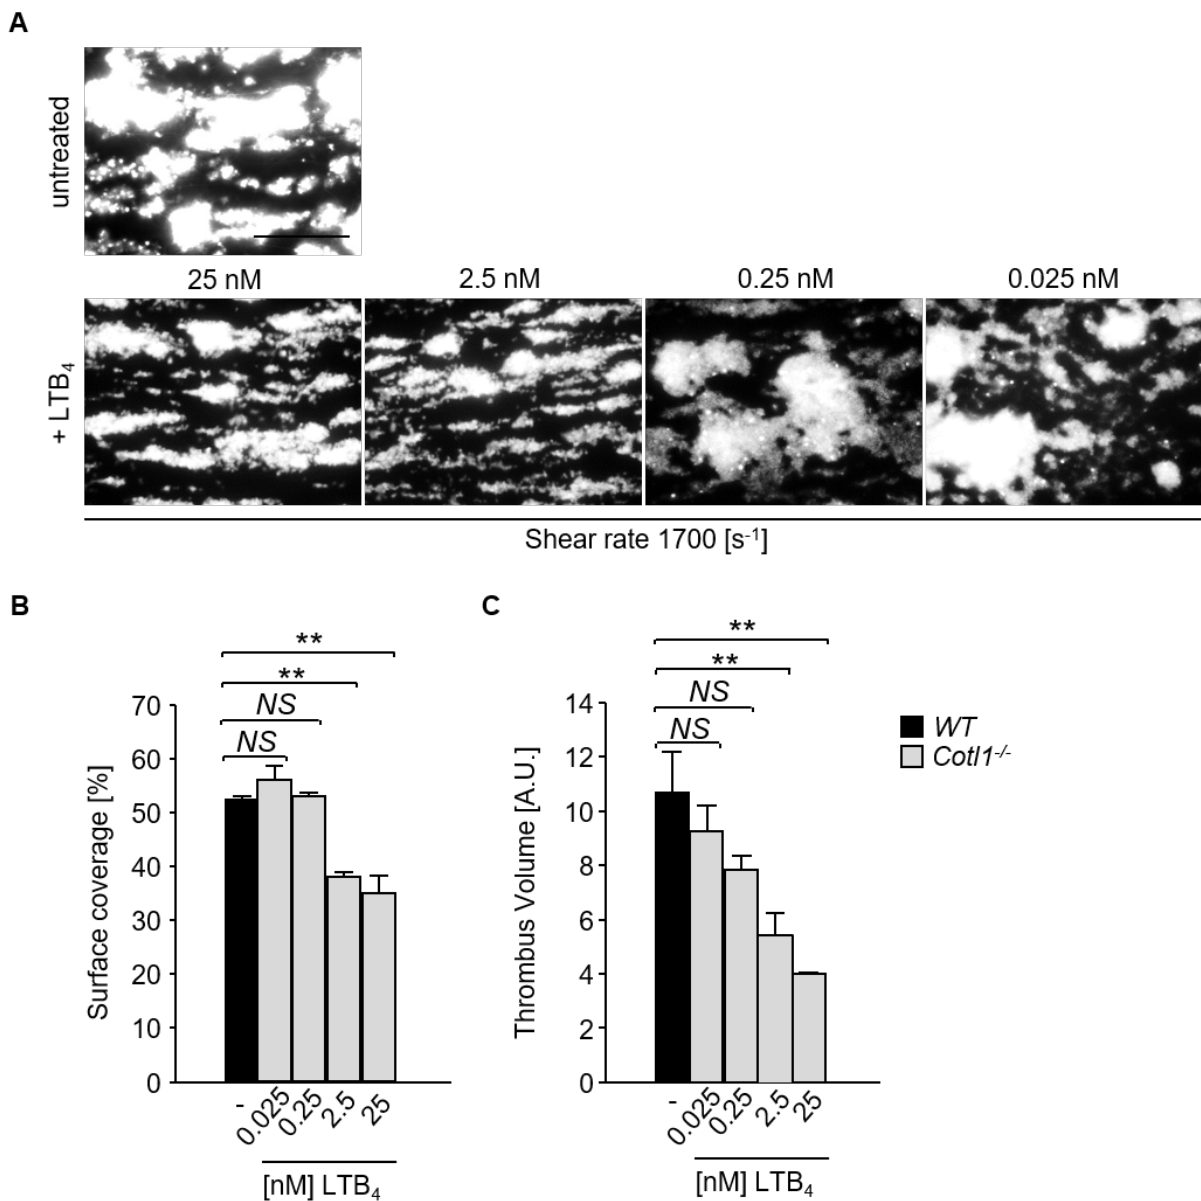 A
untreated
25 nM 2.5 nM 0.25 nM 0.025 nM
+ LTB₄
Shear rate 1700 [s⁻¹]
B
**
**
NS
NS
Surface coverage [%]
70
60
50
40
30
20
10
0
- 0.025 0.25 2.5 25
[nM] LTB₄
C
**
**
NS
NS
Thrombus Volume [A.U.]
14
12
10
8
6
4
2
0
- 0.025 0.25 2.5 25
[nM] LTB₄
WT
Cotl1⁻/⁻